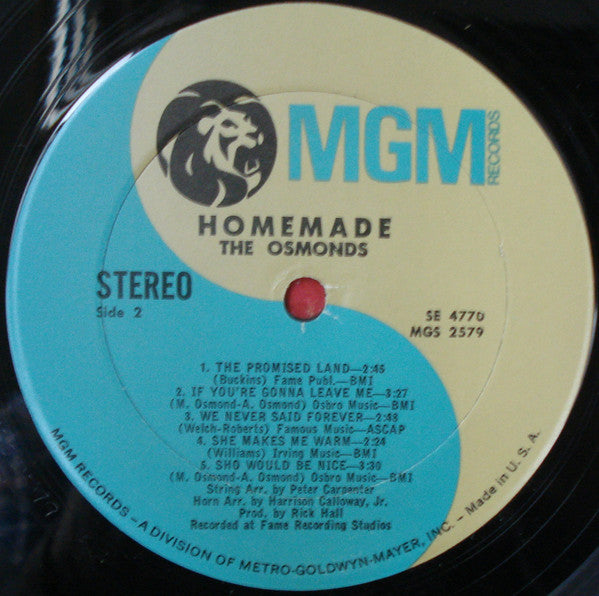 MGM
RECORDS
HOMEMADE
THE OSMONDS
STEREO
Side 2
SE 4770
MGS 2579
1. THE PROMISED LAND—2:46
(Buckins) Fame Publ.—BMI
2. IF YOU'RE GONNA LEAVE ME—3:27
(M. Osmond-A. Osmond) Osbro Music—BMI
3. WE NEVER SAID FOREVER—2:43
(Welch-Roberts) Famous Music—ASCAP
4. SHE MAKES ME WARM—2:24
(Williams) Irving Music—BMI
5. SHO WOULD BE NICE—3:30
(M. Osmond-A. Osmond) Osbro Music—BMI
String Arr. by Peter Carpenter
Horn Arr. by Harrison Calloway, Jr.
Prod. by Rick Hall
Recorded at Fame Recording Studios
MGM RECORDS – A DIVISION OF METRO-GOLDWYN-MAYER, INC. – Made in U. S. A.